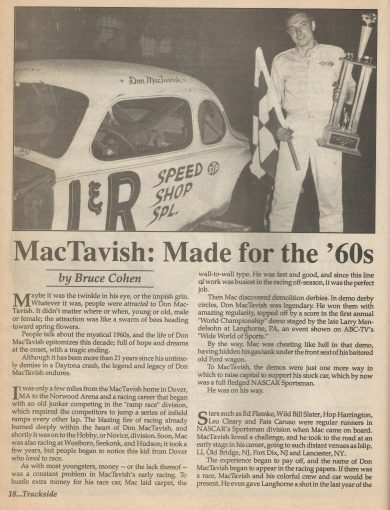 Don MacTavish
L&R SPEED
SHOP
SPL.
MacTavish: Made for the '60s
by Bruce Cohen
Maybe it was the twinkle in his eye, or the impish grin.
Whatever it was, people were attracted to Don Mac-
Tavish. It didn't matter where or when, young or old, male
or female; the attraction was like a swarm of bees heading
toward spring flowers.
People talk about the mystical 1960s, and the life of Don
MacTavish epitomizes this decade; full of hope and dreams
at the onset, with a tragic ending.
Although it has been more than 21 years since his untime-
ly demise in a Daytona crash, the legend and legacy of Don
MacTavish endures.
It was only a few miles from the MacTavish home in Dover,
MA to the Norwood Arena and a racing career that began
with an old junker competing in the "ramp race" division,
which required the competitors to jump a series of infield
ramps every other lap. The blazing fire of racing already
burned deeply within the heart of Don MacTavish, and
shortly it was on to the Hobby, or Novice, division. Soon, Mac
was also racing at Westboro, Seekonk, and Hudson; it took a
few years, but people began to notice this kid from Dover
who loved to race.
As with most youngsters, money -- or the lack thereof --
was a constant problem in MacTavish's early racing. To
hustle extra money for his race car, Mac laid carpet, the
wall-to-wall type. He was fast and good, and since this line
of work was busiest in the racing off-season, it was the perfect
job.
Then Mac discovered demolition derbies. In demo derby
circles, Don MacTavish was legendary. He won them with
amazing regularity, topped off by a score in the first annual
"World Championship" demo staged by the late Larry Men-
delsohn at Langhorne, PA, an event shown on ABC-TV's
"Wide World of Sports."
By the way, Mac was cheating like hell in that demo,
having hidden his gas tank under the front seat of his battered
old Ford wagon.
To MacTavish, the demos were just one more way in
which to raise capital to support his stock car, which by now
was a full fledged NASCAR Sportsman.
He was on his way.
Stars such as Ed Flemke, Wild Bill Slater, Hop Harrington,
Leo Cleary and Fats Caruso were regular runners in
NASCAR's Sportsman division when Mac came on board.
MacTavish loved a challenge, and he took to the road at an
early stage in his career, going to such distant venues as Islip,
LI, Old Bridge, NJ, Fort Dix, NJ and Lancaster, NY.
The experience began to pay off, and the name of Don
MacTavish began to appear in the racing papers. If there was
a race, MacTavish and his colorful crew and car would be
present. He even gave Langhorne a shot in the last year of the
18...Trackside